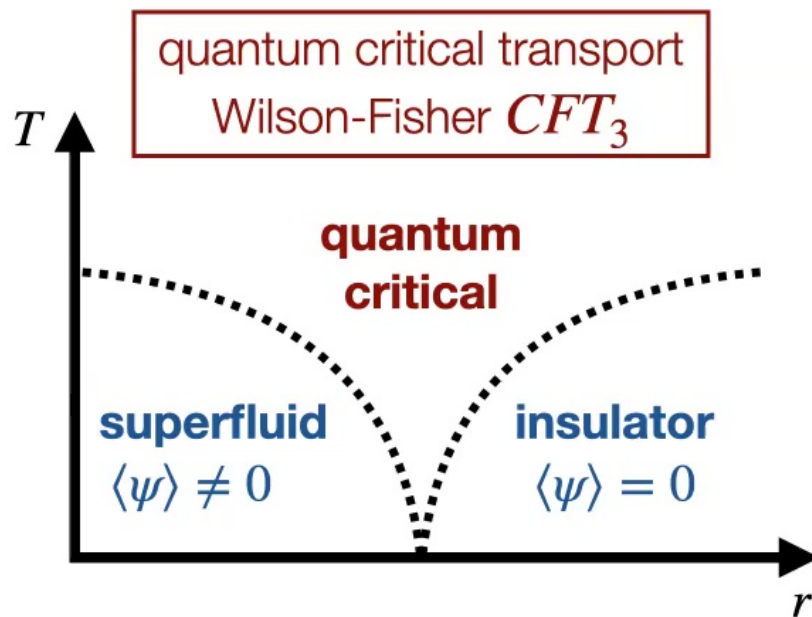 quantum critical transport
Wilson-Fisher CFT₃
T
quantum
critical
superfluid
⟨ψ⟩ ≠ 0
insulator
⟨ψ⟩ = 0
r